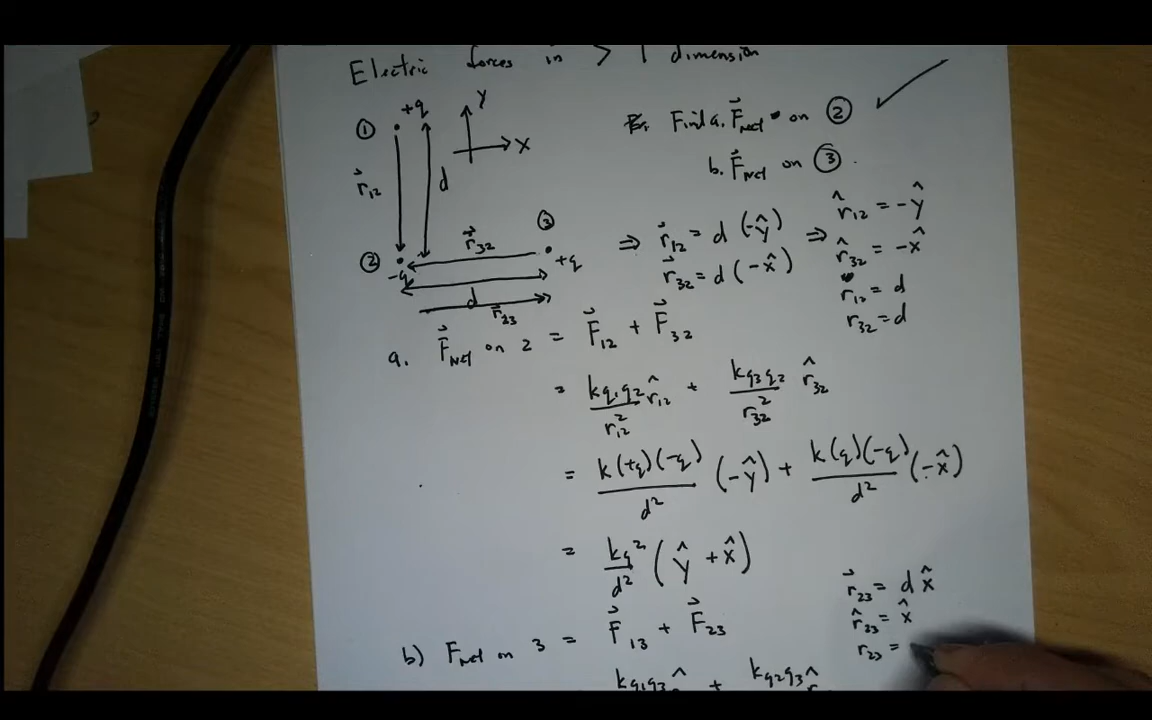 Electric forces in > 1 dimension
① +q Y
X
r⃗₁₂ d
Find a. F⃗Net on ②
b. F⃗Net on ③.
③
r⃗₃₂
② -q +q
d
r⃗₂₃
⇒ r⃗₁₂ = d (-ŷ) ⇒ r̂₁₂ = -ŷ
r⃗₃₂ = d (-x̂) r̂₃₂ = -x̂
r₁₂ = d
r₃₂ = d
a. F⃗Net on 2 = F⃗₁₂ + F⃗₃₂
= kq₁q₂/r₁₂² r̂₁₂ + kq₃q₂/r₃₂² r̂₃₂
= k(+q)(-q)/d² (-ŷ) + k(q)(-q)/d² (-x̂)
= kq²/d² (ŷ + x̂)
r⃗₂₃ = d x̂
r̂₂₃ = x̂
r₂₃ =
b) FNet on 3 = F⃗₁₃ + F⃗₂₃
kq₁q₃ + kq₂q₃